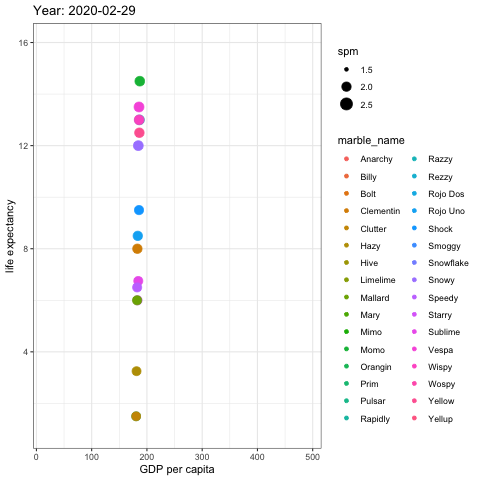 Year: 2020-02-29
16
12
8
4
life expectancy
0 100 200 300 400 500
GDP per capita
spm
1.5
2.0
2.5
marble_name
Anarchy Razzy
Billy Rezzy
Bolt Rojo Dos
Clementin Rojo Uno
Clutter Shock
Hazy Smoggy
Hive Snowflake
Limelime Snowy
Mallard Speedy
Mary Starry
Mimo Sublime
Momo Vespa
Orangin Wispy
Prim Wospy
Pulsar Yellow
Rapidly Yellup